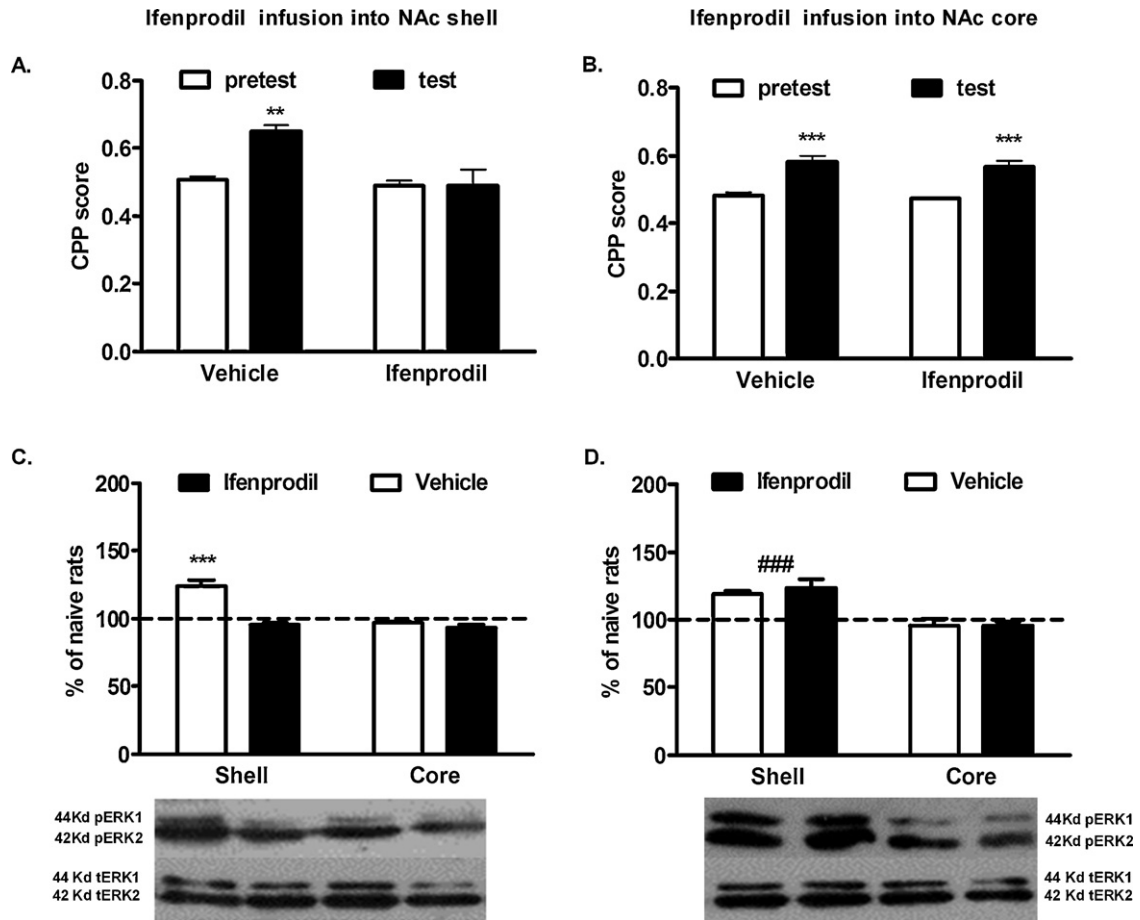 Ifenprodil infusion into NAc shell
Ifenprodil infusion into NAc core
A.
pretest
test
CPP score
0.8
0.6
0.4
0.2
0.0
**
Vehicle
Ifenprodil
B.
pretest
test
CPP score
0.8
0.6
0.4
0.2
0.0
***
***
Vehicle
Ifenprodil
C.
Ifenprodil
Vehicle
% of naive rats
200
150
100
50
0
***
Shell
Core
44Kd pERK1
42Kd pERK2
44 Kd tERK1
42 Kd tERK2
D.
Ifenprodil
Vehicle
% of naive rats
200
150
100
50
0
###
Shell
Core
44Kd pERK1
42Kd pERK2
44 Kd tERK1
42 Kd tERK2